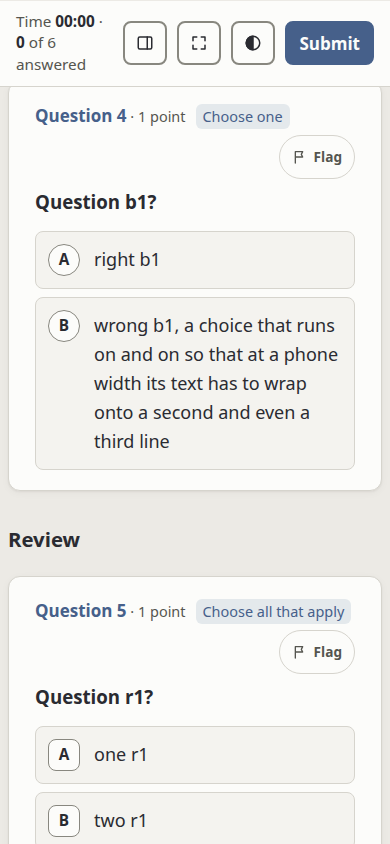 Time 00:00 ·
0 of 6
answered
Submit
Question 4 · 1 point Choose one
Flag
Question b1?
A right b1
B wrong b1, a choice that runs
on and on so that at a phone
width its text has to wrap
onto a second and even a
third line
Review
Question 5 · 1 point Choose all that apply
Flag
Question r1?
A one r1
B two r1